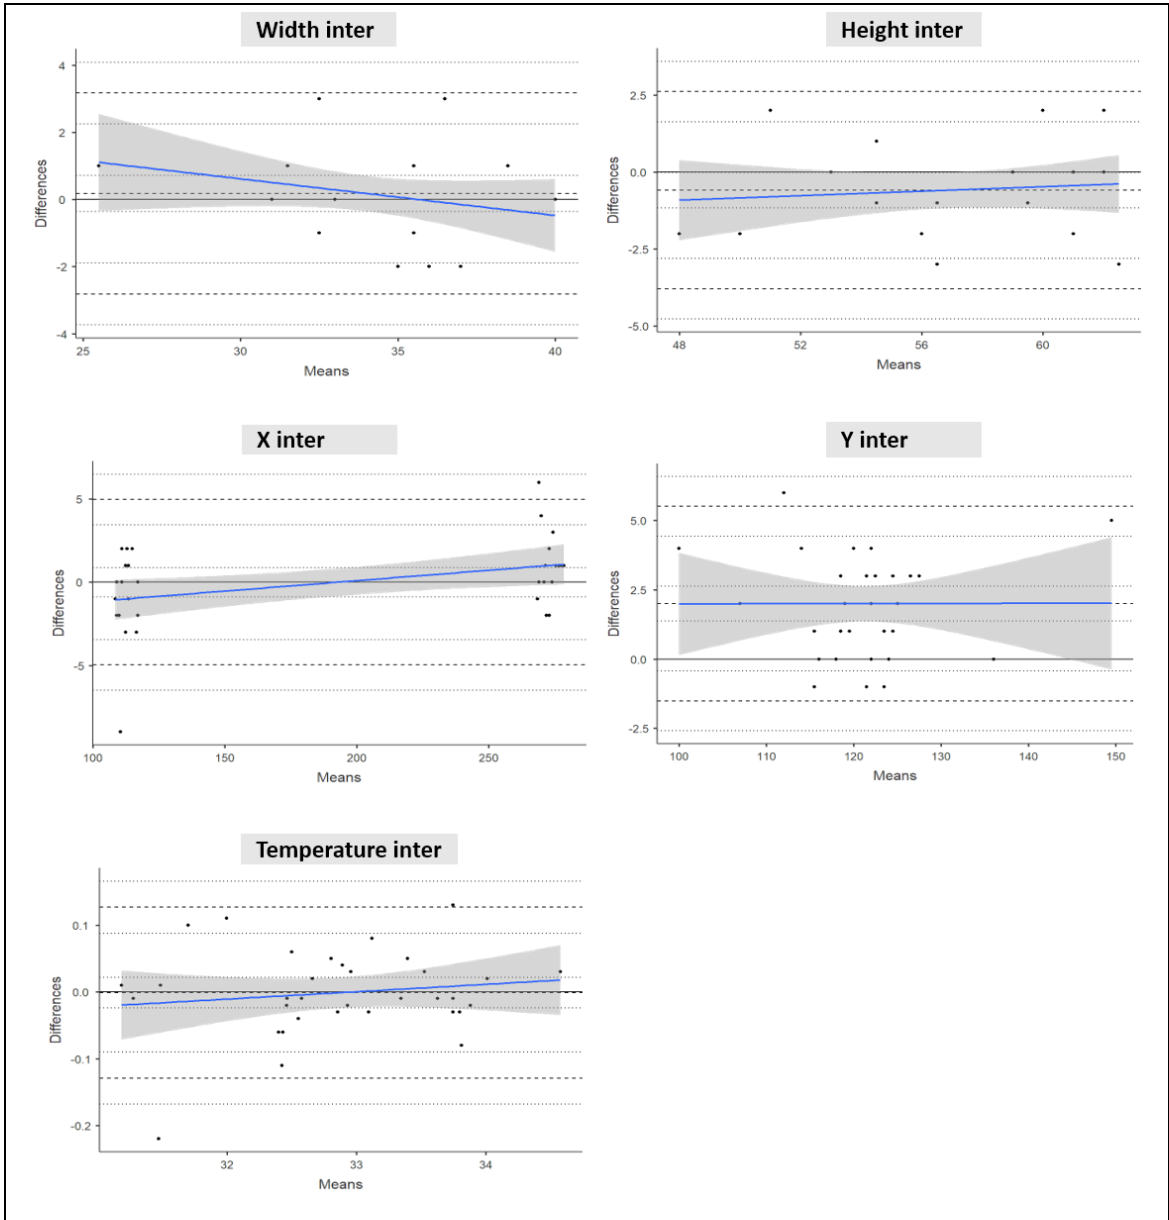 Width inter
Height inter
4
2
0
-2
-4
Differences
25
30
35
40
Means
2.5
0.0
-2.5
-5.0
Differences
48
52
56
60
Means
X inter
Y inter
5
0
-5
Differences
100
150
200
250
Means
5.0
2.5
0.0
-2.5
Differences
100
110
120
130
140
150
Means
Temperature inter
0.1
0.0
-0.1
-0.2
Differences
32
33
34
Means